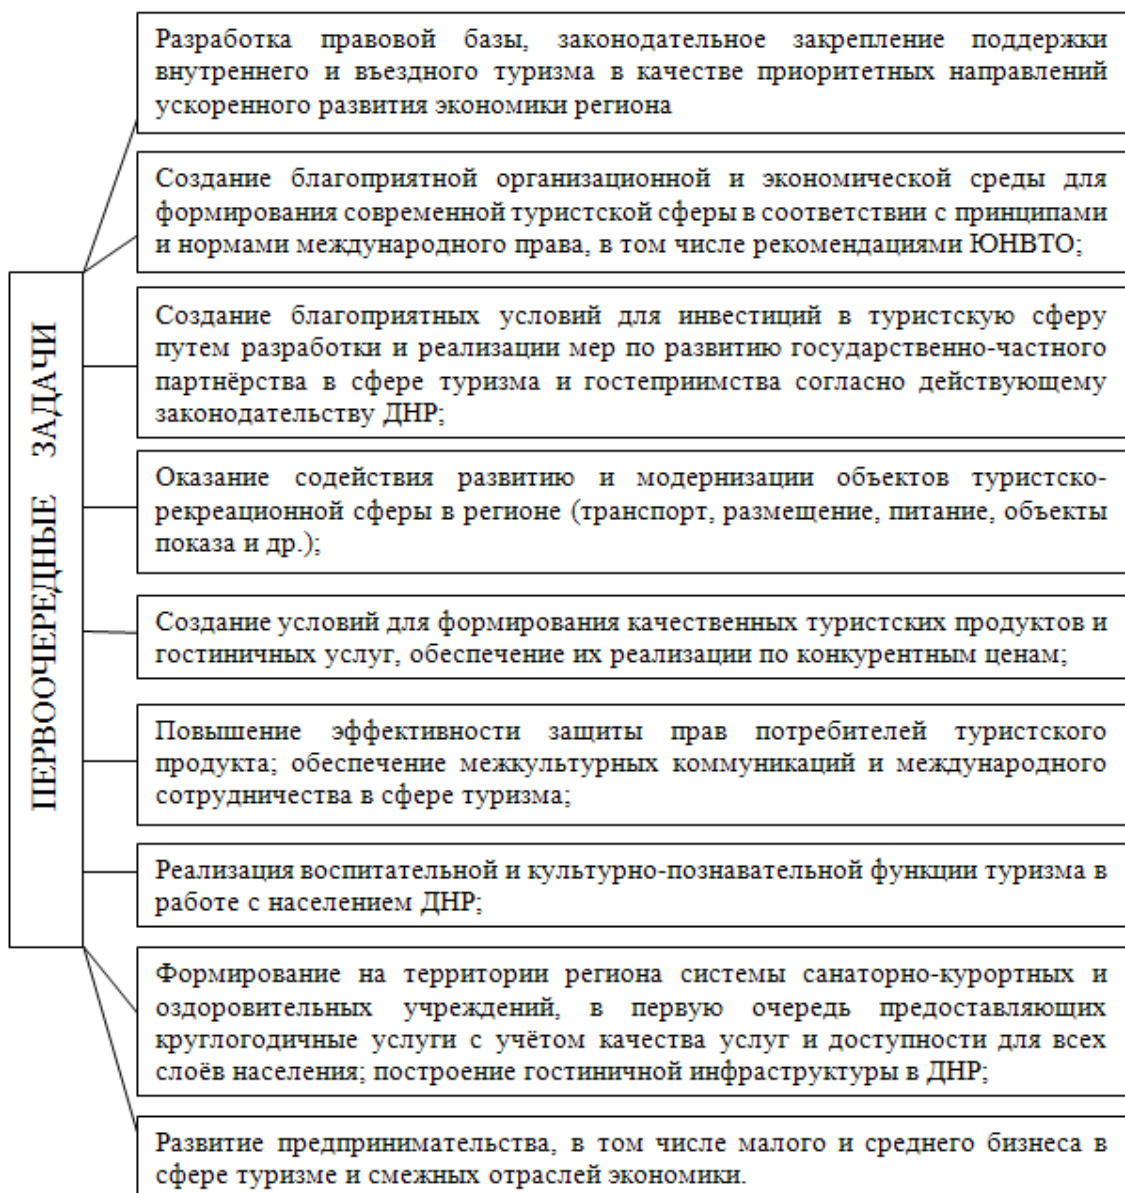 Разработка правовой базы, законодательное закрепление поддержки
внутреннего и въездного туризма в качестве приоритетных направлений
ускоренного развития экономики региона
Создание благоприятной организационной и экономической среды для
формирования современной туристской сферы в соответствии с принципами
и нормами международного права, в том числе рекомендациями ЮНВТО;
ПЕРВООЧЕРЕДНЫЕ ЗАДАЧИ
Создание благоприятных условий для инвестиций в туристскую сферу
путем разработки и реализации мер по развитию государственно-частного
партнёрства в сфере туризма и гостеприимства согласно действующему
законодательству ДНР;
Оказание содействия развитию и модернизации объектов туристско-
рекреационной сферы в регионе (транспорт, размещение, питание, объекты
показа и др.);
Создание условий для формирования качественных туристских продуктов и
гостиничных услуг, обеспечение их реализации по конкурентным ценам;
Повышение эффективности защиты прав потребителей туристского
продукта; обеспечение межкультурных коммуникаций и международного
сотрудничества в сфере туризма;
Реализация воспитательной и культурно-познавательной функции туризма в
работе с населением ДНР;
Формирование на территории региона системы санаторно-курортных и
оздоровительных учреждений, в первую очередь предоставляющих
круглогодичные услуги с учётом качества услуг и доступности для всех
слоёв населения; построение гостиничной инфраструктуры в ДНР;
Развитие предпринимательства, в том числе малого и среднего бизнеса в
сфере туризме и смежных отраслей экономики.